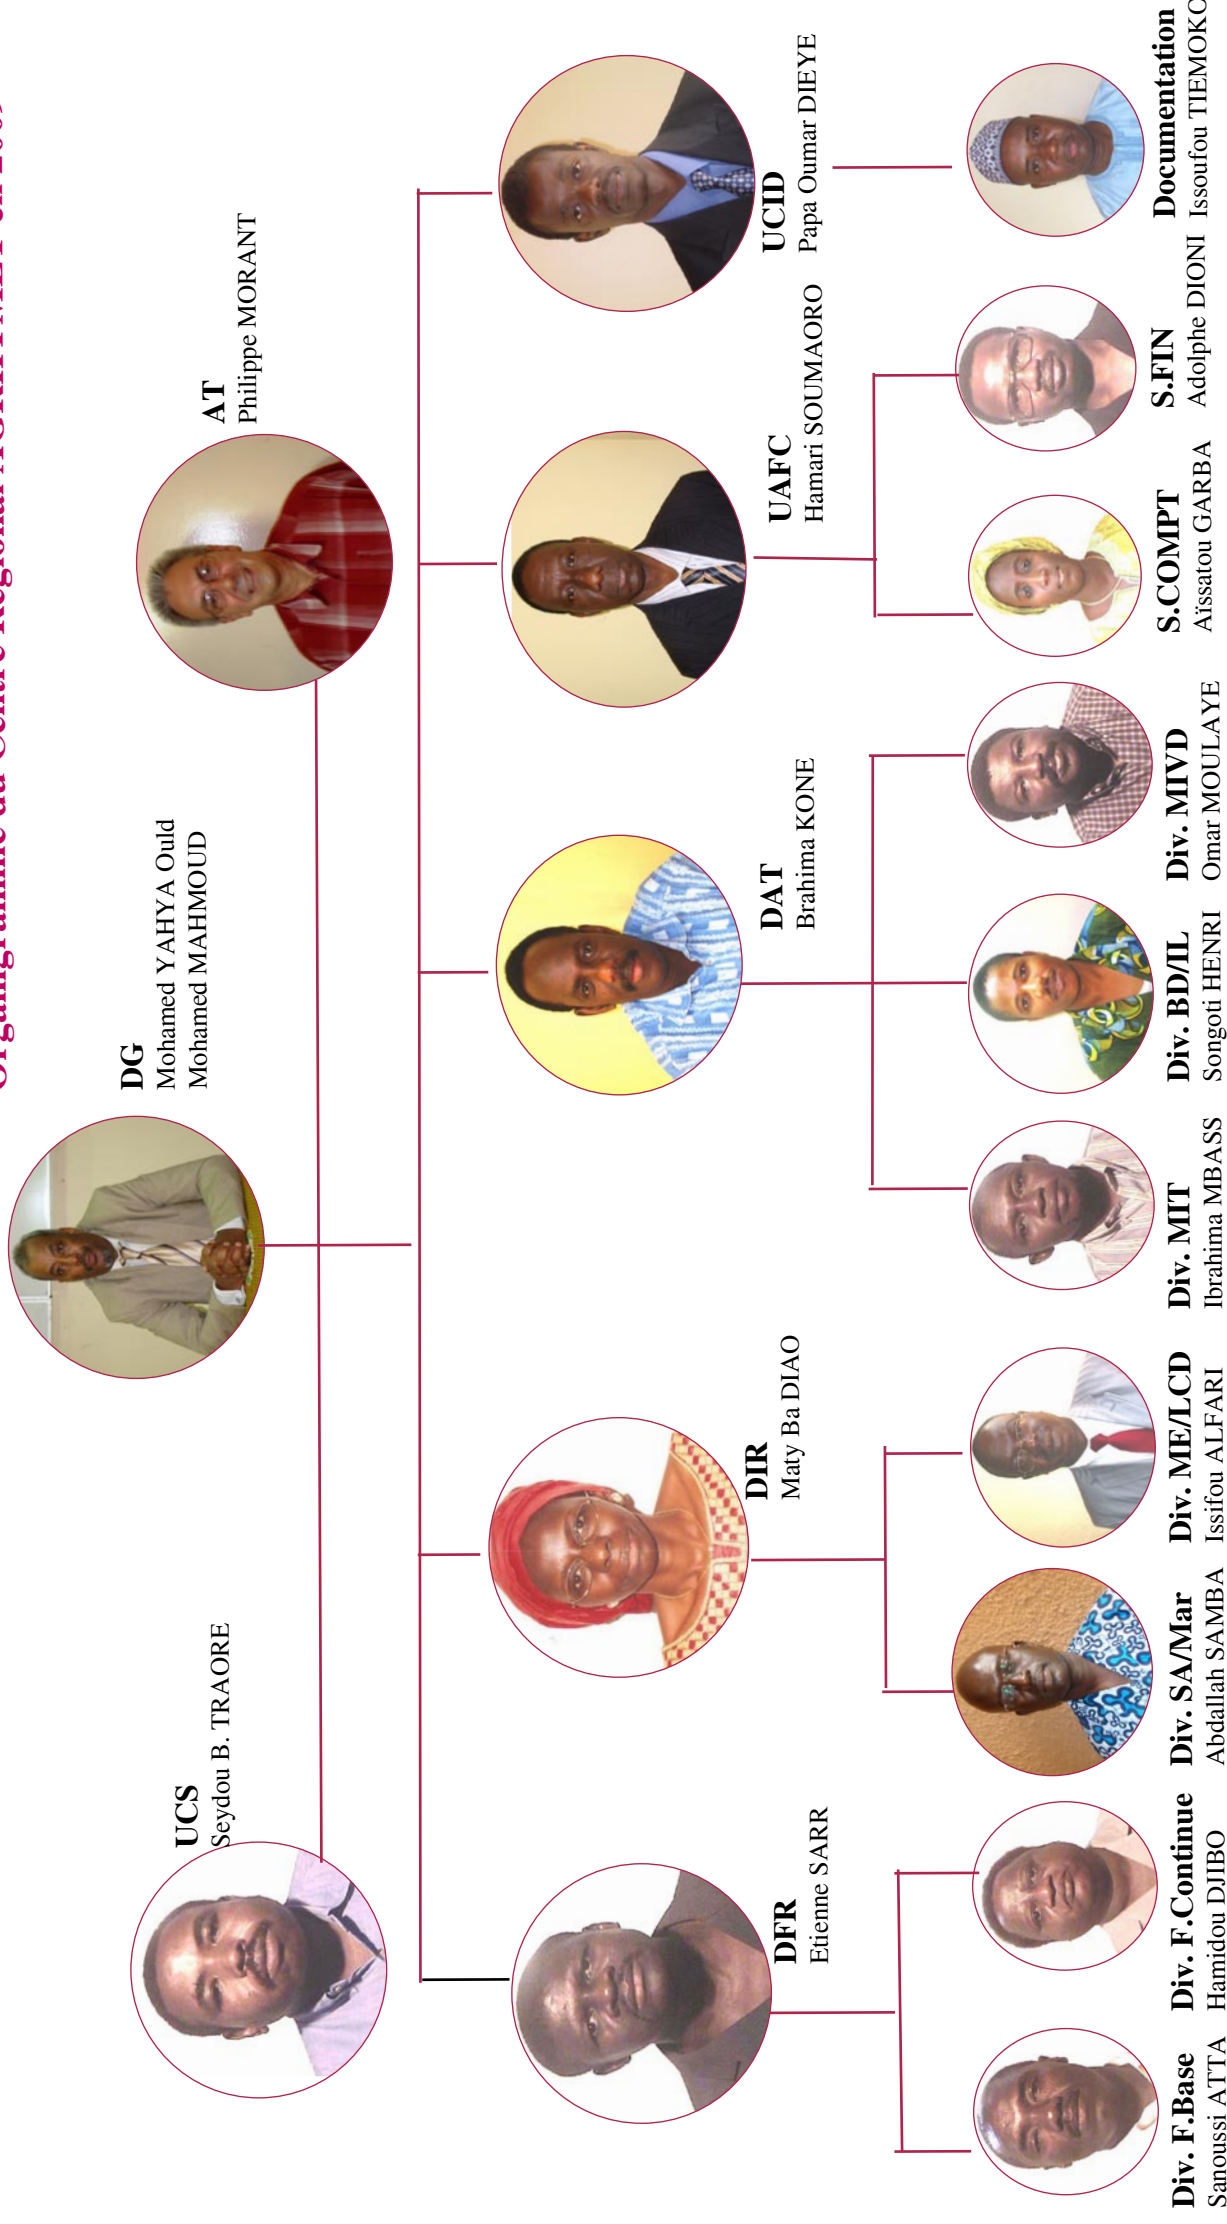 Organigramme du Centre Régional AGRHYMET en 2009
DG
Mohamed YAHYA Ould
Mohamed MAHMOUD
UCS
Seydou B. TRAORE
AT
Philippe MORANT
DFR
Etienne SARR
DIR
Maty Ba DIAO
DAT
Brahima KONE
UAFC
Hamari SOUMAORO
UCID
Papa Oumar DIEYE
Div. F.Base
Sanoussi ATTA
Div. F.Continue
Hamidou DJIBO
Div. SA/Mar
Abdallah SAMBA
Div. ME/LCD
Issifou ALFARI
Div. MIT
Ibrahima MBASS
Div. BD/IL
Songoti HENRI
Div. MIVD
Omar MOULAYE
S.COMPT
Aïssatou GARBA
S.FIN
Adolphe DIONI
Documentation
Issoufou TIEMOKO